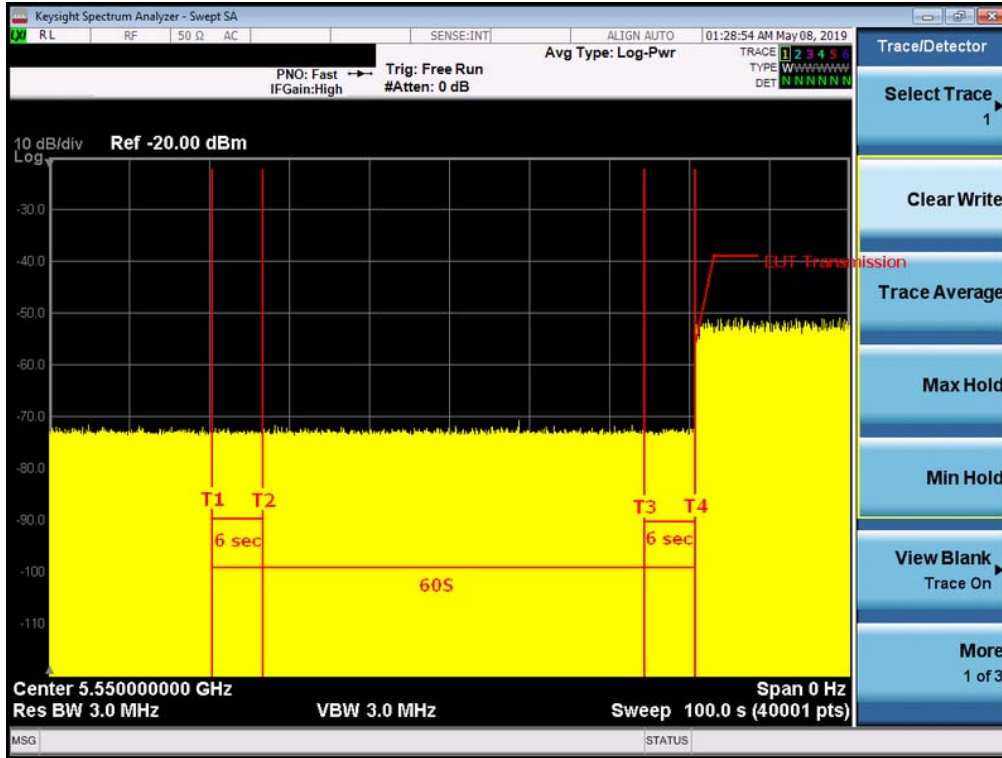 Keysight Spectrum Analyzer - Swept SA
LXI RL RF 50 Ω AC SENSE:INT ALIGN AUTO 01:28:54 AM May 08, 2019
Trace/Detector
PNO: Fast
IFGain:High
Trig: Free Run
#Atten: 0 dB
Avg Type: Log-Pwr
TRACE 1 2 3 4 5 6
TYPE WWWWWW
DET N N N N N N
Select Trace
1
10 dB/div Ref -20.00 dBm
Log
Clear Write
-30.0
-40.0
EUT Transmission
Trace Average
-50.0
-60.0
Max Hold
-70.0
-80.0
Min Hold
T1 T2 T3 T4
-90.0
6 sec 6 sec
View Blank
Trace On
-100
60S
-110
More
1 of 3
Center 5.550000000 GHz Span 0 Hz
Res BW 3.0 MHz VBW 3.0 MHz Sweep 100.0 s (40001 pts)
MSG STATUS